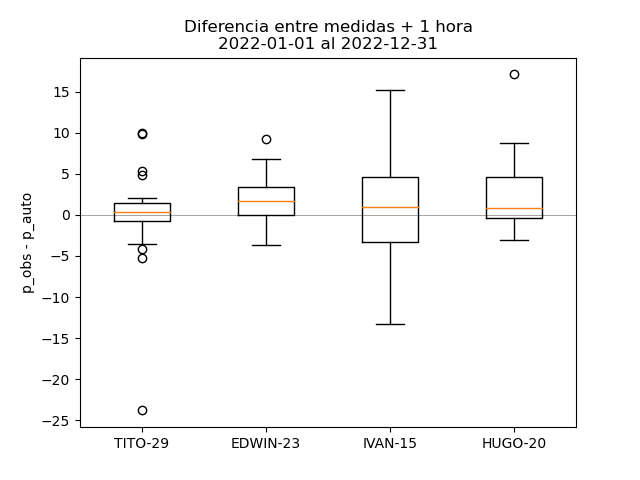 Diferencia entre medidas + 1 hora
2022-01-01 al 2022-12-31
p_obs - p_auto
15
10
5
0
−5
−10
−15
−20
−25
TITO-29 EDWIN-23 IVAN-15 HUGO-20